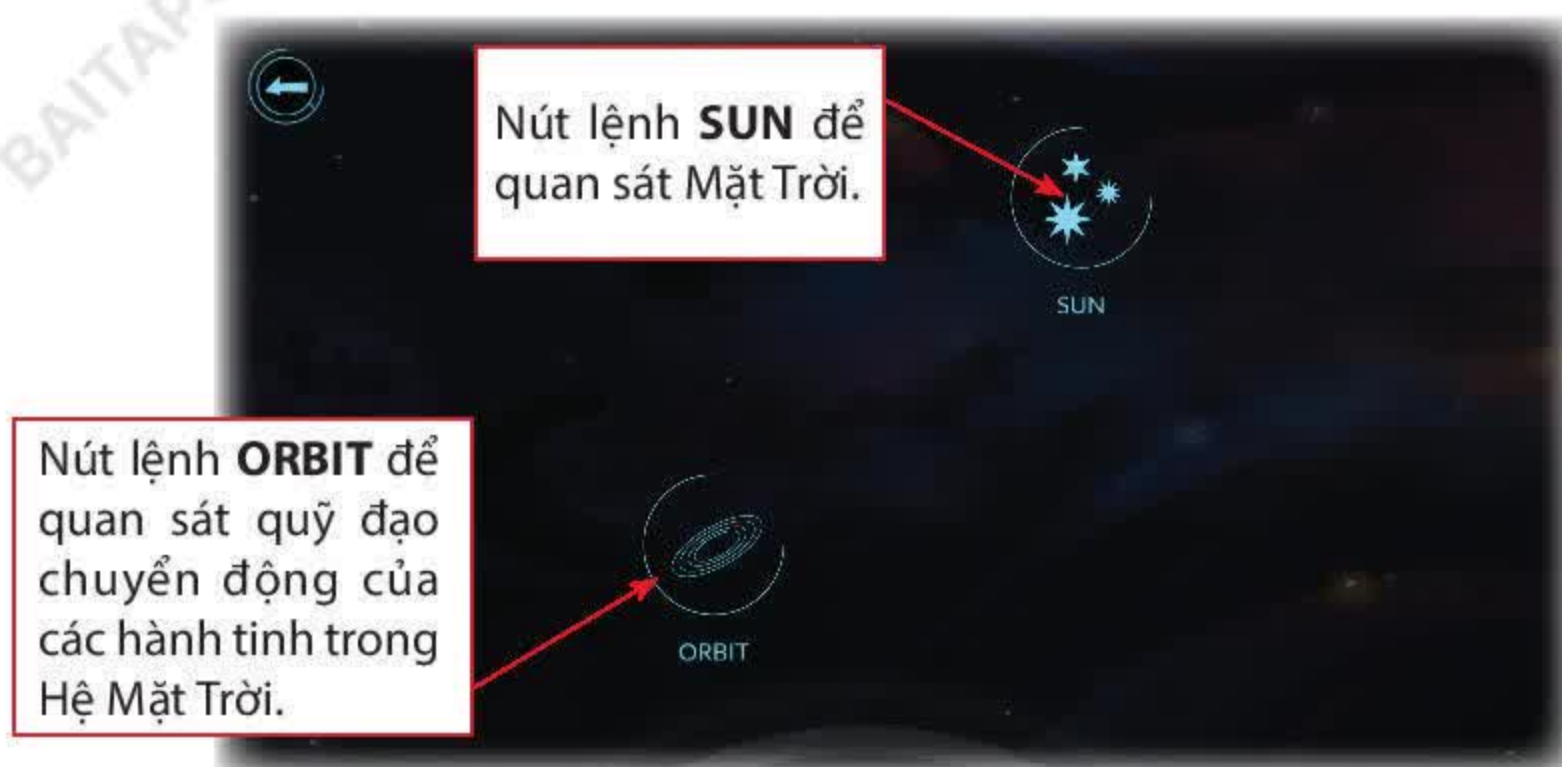 BAITAP
Nút lệnh SUN để
quan sát Mặt Trời.
SUN
Nút lệnh ORBIT để
quan sát quỹ đạo
chuyển động của
các hành tinh trong
Hệ Mặt Trời.
ORBIT